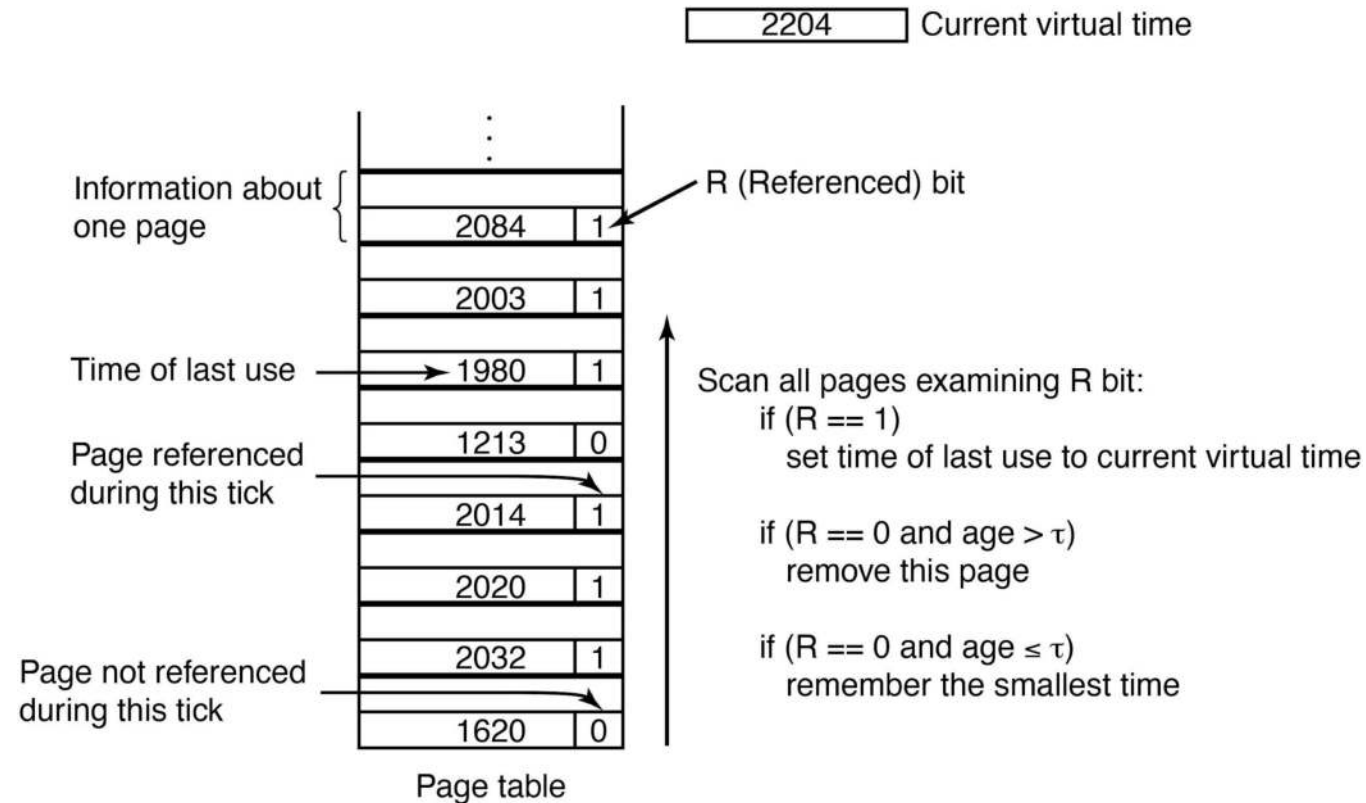 2204 Current virtual time
Information about
one page
R (Referenced) bit
2084 1
2003 1
Time of last use
1980 1
1213 0
Page referenced
during this tick
2014 1
2020 1
2032 1
Page not referenced
during this tick
1620 0
Page table
Scan all pages examining R bit:
if (R == 1)
set time of last use to current virtual time
if (R == 0 and age > τ)
remove this page
if (R == 0 and age ≤ τ)
remember the smallest time